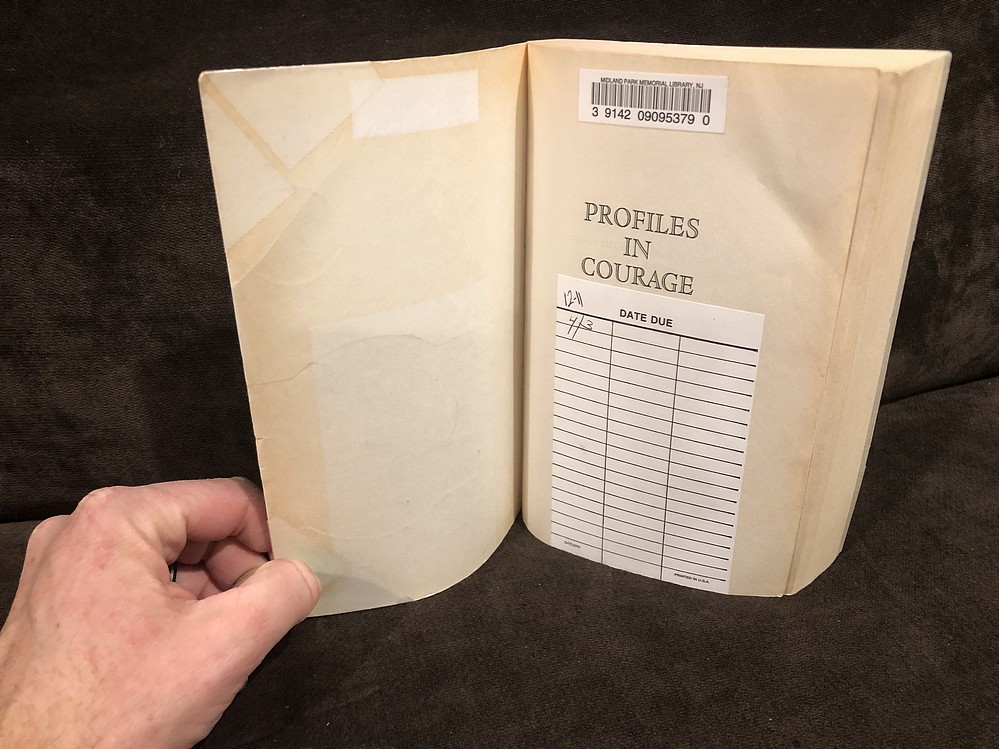 MIDLAND PARK MEMORIAL LIBRARY, NJ
3 9142 09095379 0
PROFILES
IN
COURAGE
12-11
DATE DUE
4/3
GAYLORD
PRINTED IN U.S.A.